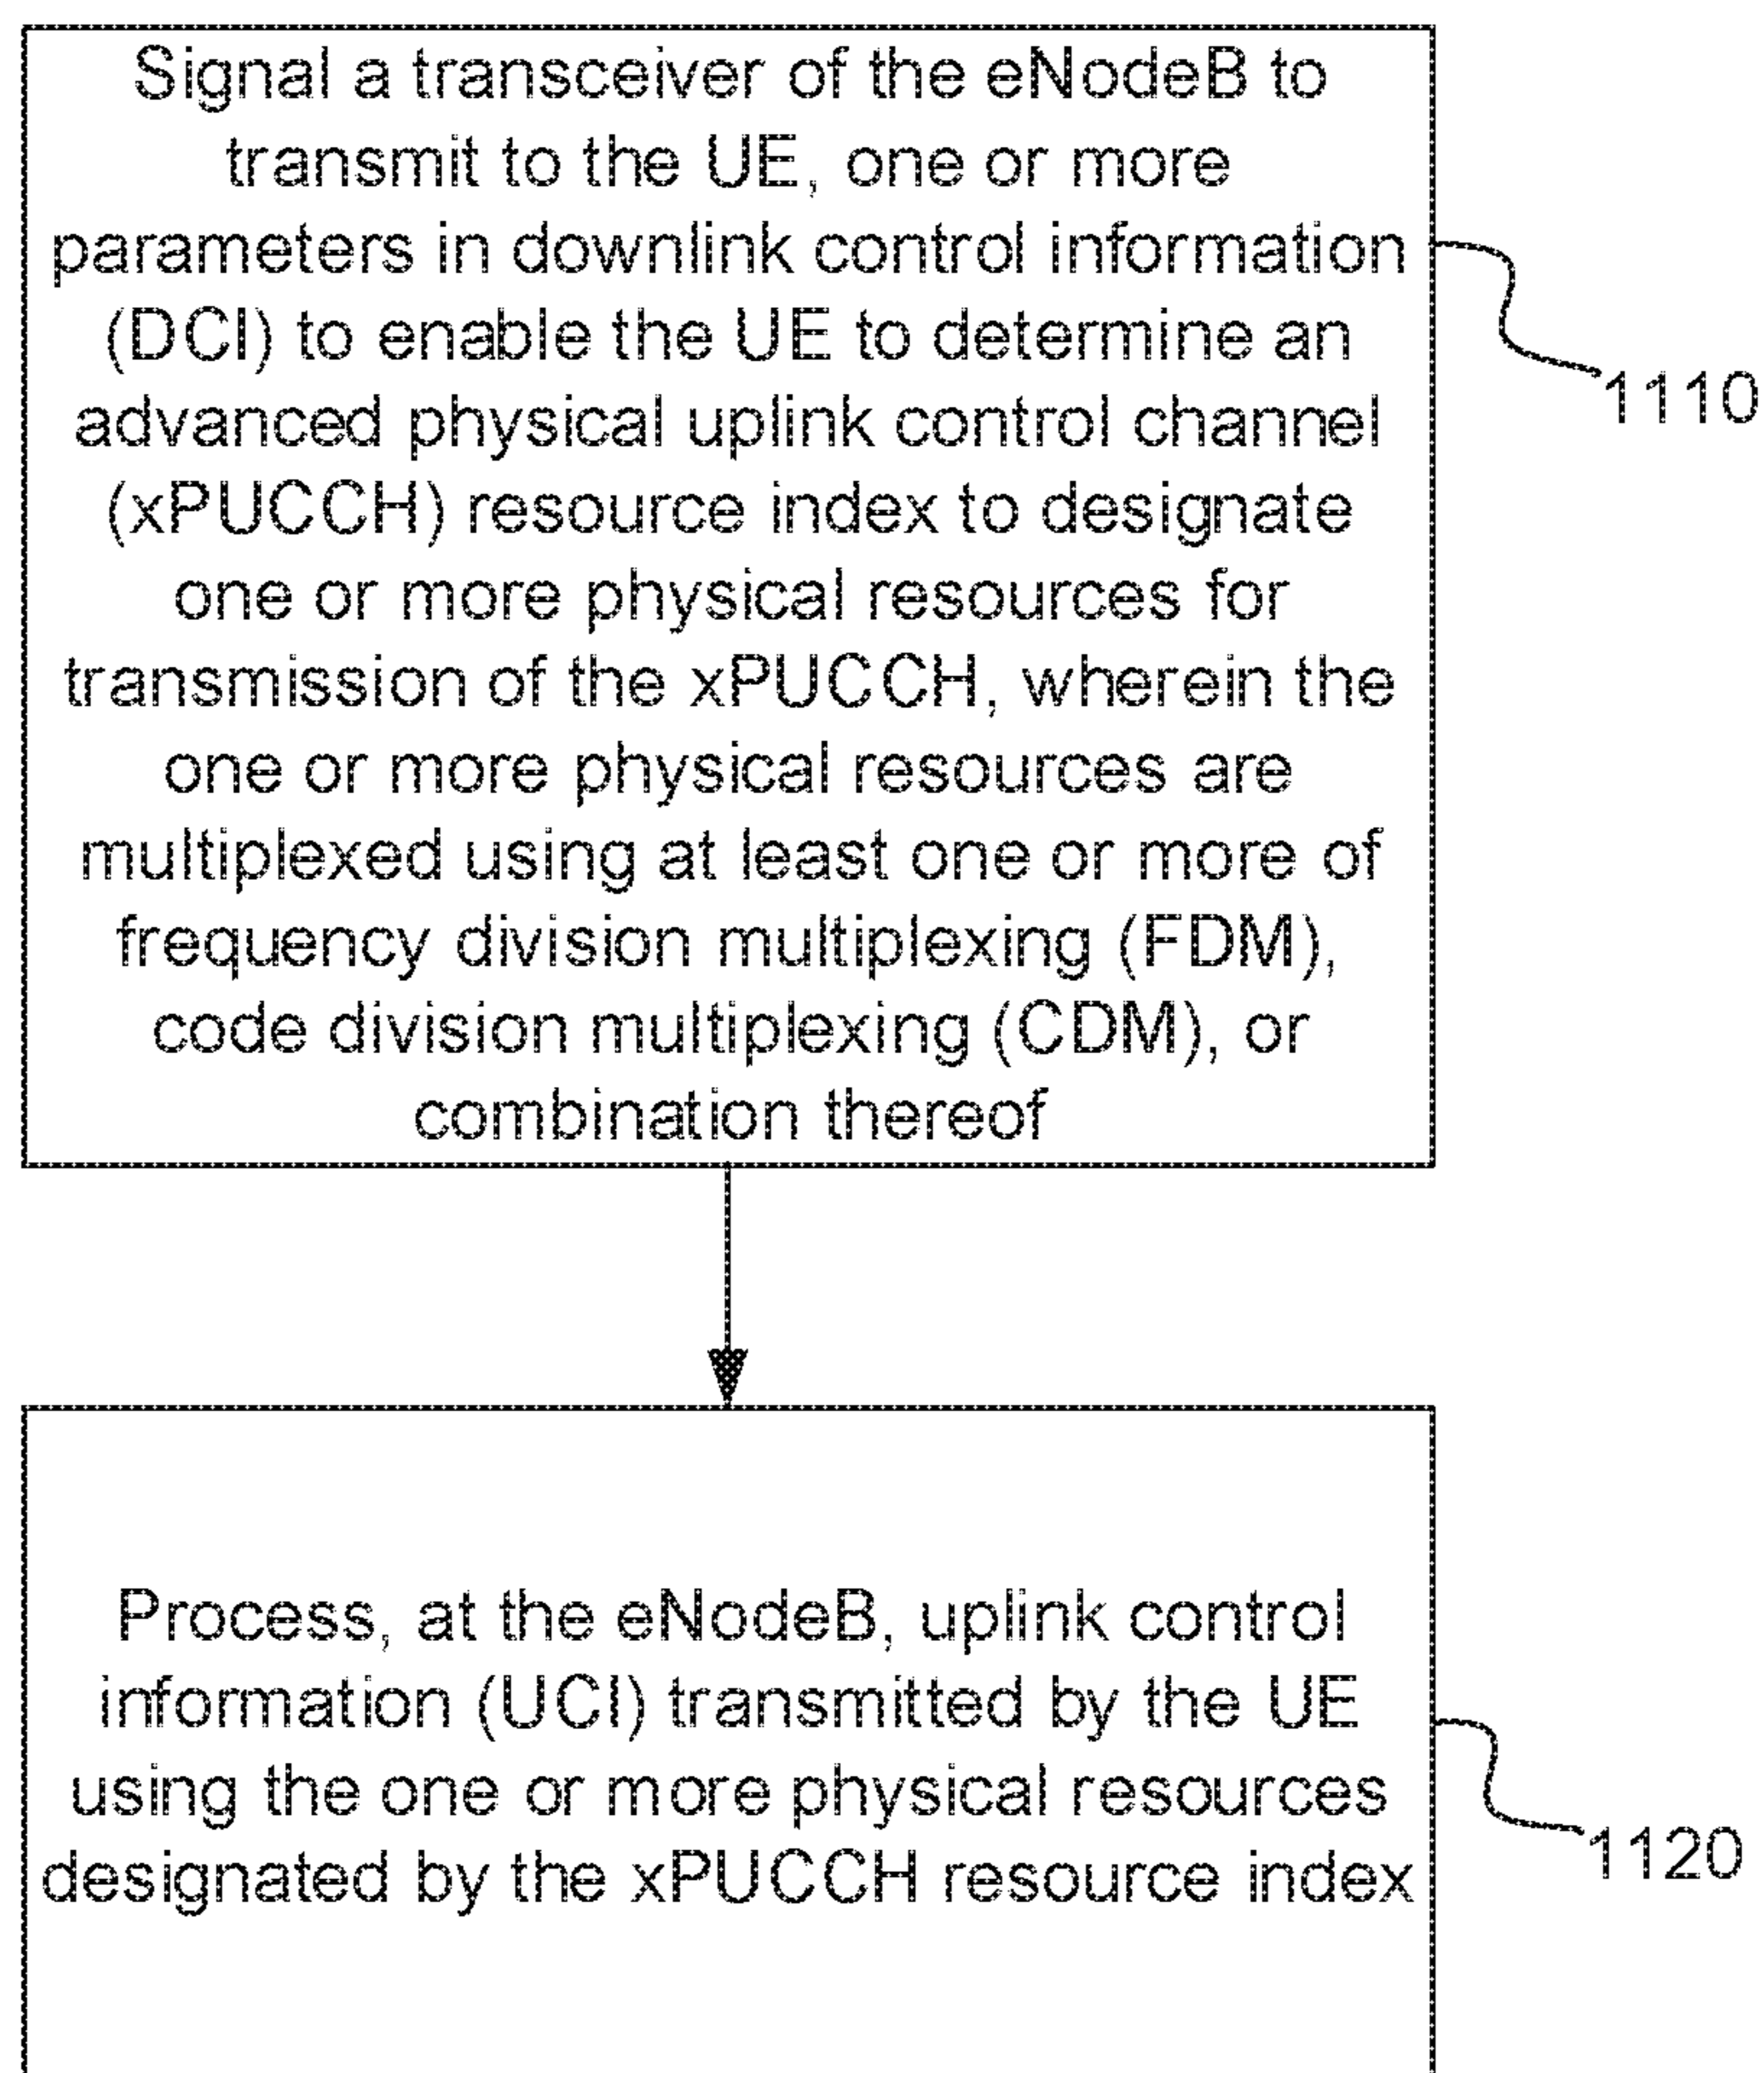 Signal a transceiver of the eNodeB to
transmit to the UE, one or more
parameters in downlink control information
(DCI) to enable the UE to determine an
advanced physical uplink control channel
(xPUCCH) resource index to designate
one or more physical resources for
transmission of the xPUCCH, wherein the
one or more physical resources are
multiplexed using at least one or more of
frequency division multiplexing (FDM),
code division multiplexing (CDM), or
combination thereof
1110
Process, at the eNodeB, uplink control
information (UCI) transmitted by the UE
using the one or more physical resources
designated by the xPUCCH resource index
1120